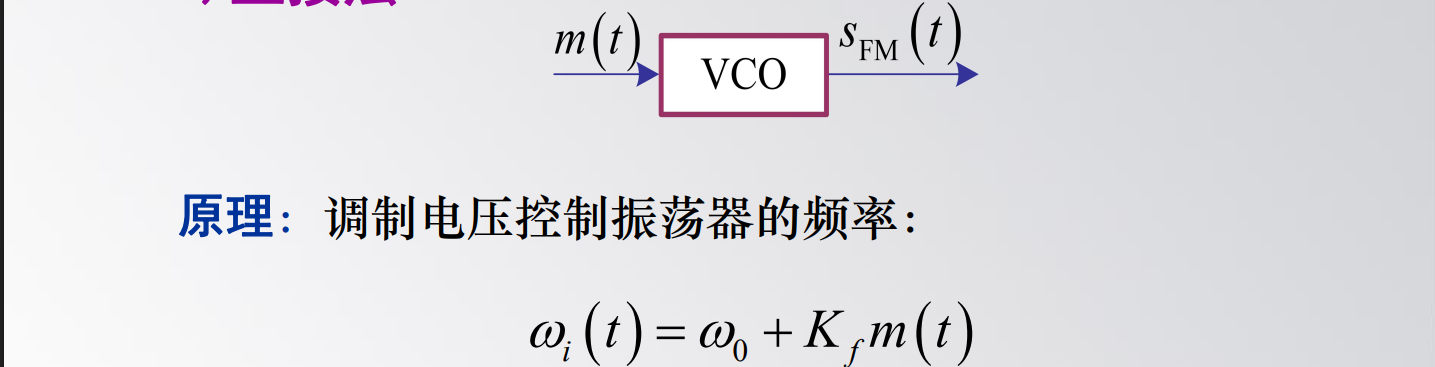 m(t) VCO s_FM(t)
原理：调制电压控制振荡器的频率：
ω_i(t) = ω_0 + K_f m(t)